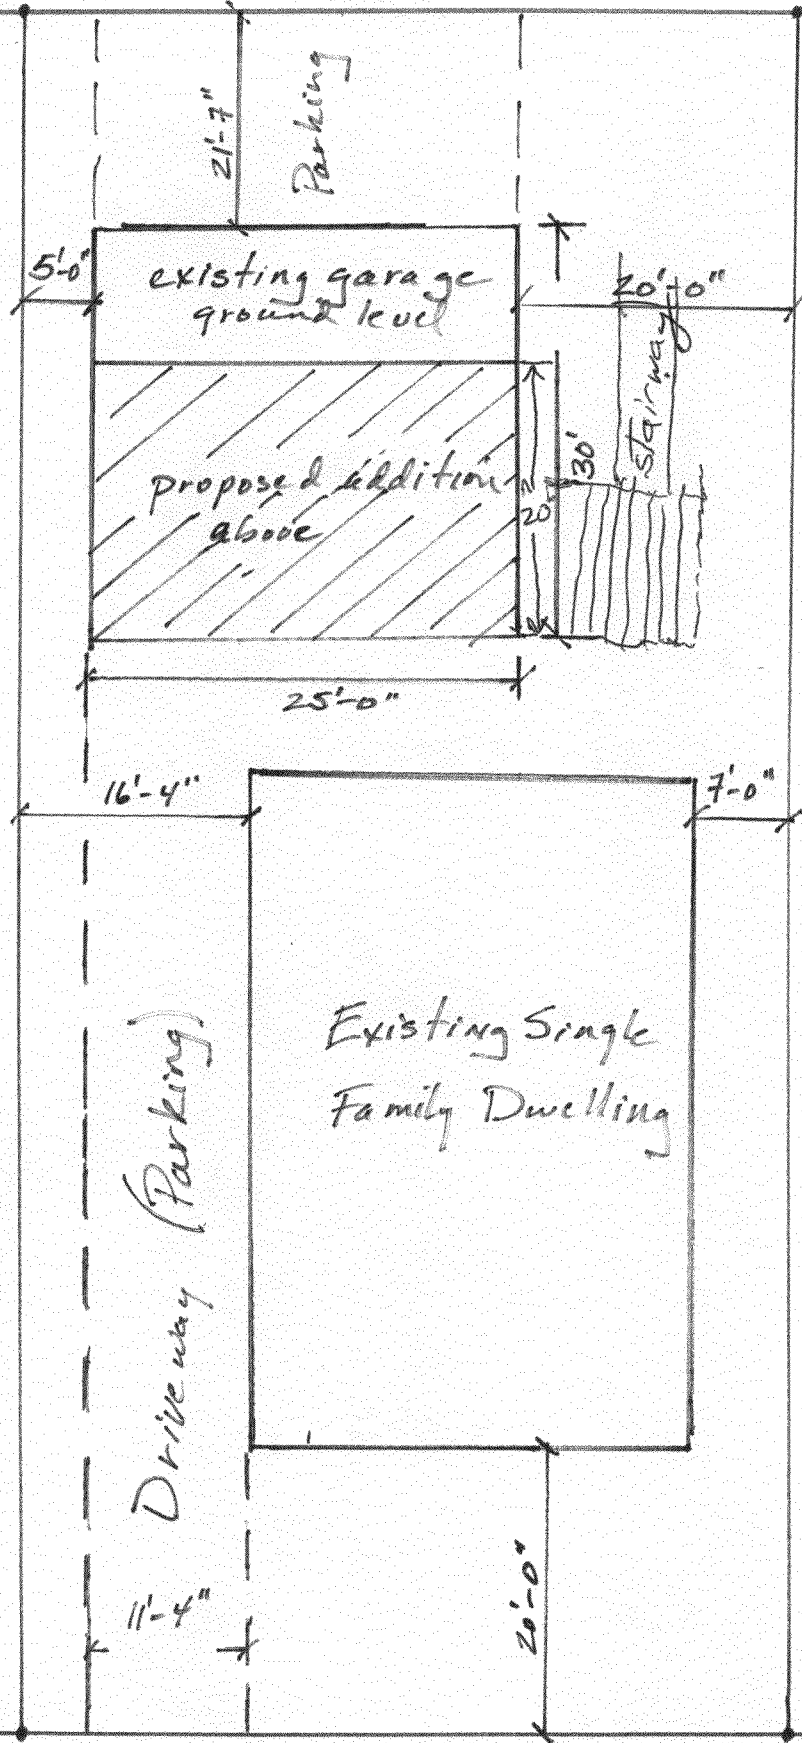 21'-7"
Parking
5'-0"
existing garage
ground level
20'-0"
stairway
30'
proposed addition
above
25'-0"
16'-4"
7'-0"
Existing Single
Family Dwelling
Driveway (Parking)
11'-4"
20'-0"